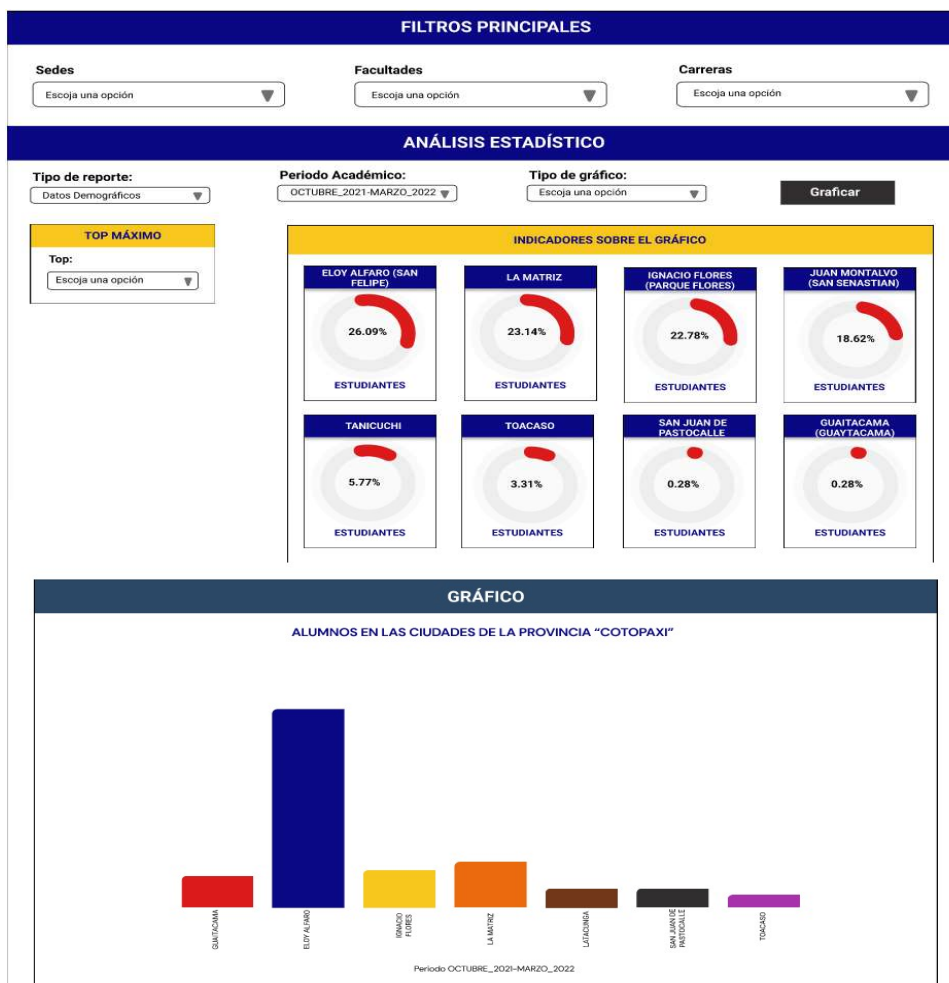 FILTROS PRINCIPALES
Sedes
Facultades
Carreras
Escoja una opción
Escoja una opción
Escoja una opción
ANÁLISIS ESTADÍSTICO
Tipo de reporte:
Periodo Académico:
Tipo de gráfico:
Datos Demográficos
OCTUBRE_2021-MARZO_2022
Escoja una opción
Graficar
TOP MÁXIMO
Top:
Escoja una opción
INDICADORES SOBRE EL GRÁFICO
ELOY ALFARO (SAN
FELIPE)
26.09%
ESTUDIANTES
LA MATRIZ
23.14%
ESTUDIANTES
IGNACIO FLORES
(PARQUE FLORES)
22.78%
ESTUDIANTES
JUAN MONTALVO
(SAN SENASTIAN)
18.62%
ESTUDIANTES
TANICUCHI
5.77%
ESTUDIANTES
TOACASO
3.31%
ESTUDIANTES
SAN JUAN DE
PASTOCALLE
0.28%
ESTUDIANTES
GUAITACAMA
(GUAYTACAMA)
0.28%
ESTUDIANTES
GRÁFICO
ALUMNOS EN LAS CIUDADES DE LA PROVINCIA “COTOPAXI”
GUAITACAMA
ELOY ALFARO
IGNACIO
FLORES
LA MATRIZ
LATACUNGA
SAN JUAN DE
PASTOCALLE
TOACASO
Periodo OCTUBRE_2021-MARZO_2022